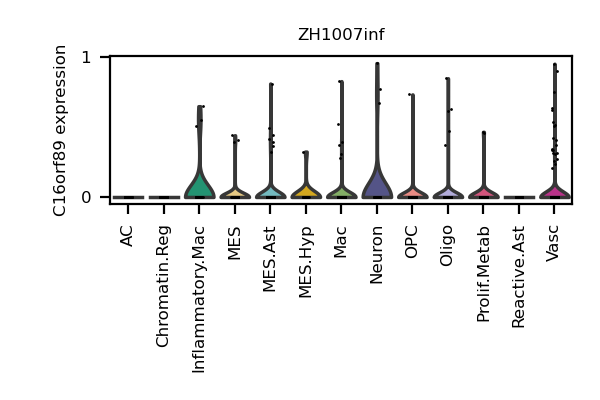 ZH1007inf
C16orf89 expression
1
0
AC
Chromatin.Reg
Inflammatory.Mac
MES
MES.Ast
MES.Hyp
Mac
Neuron
OPC
Oligo
Prolif.Metab
Reactive.Ast
Vasc